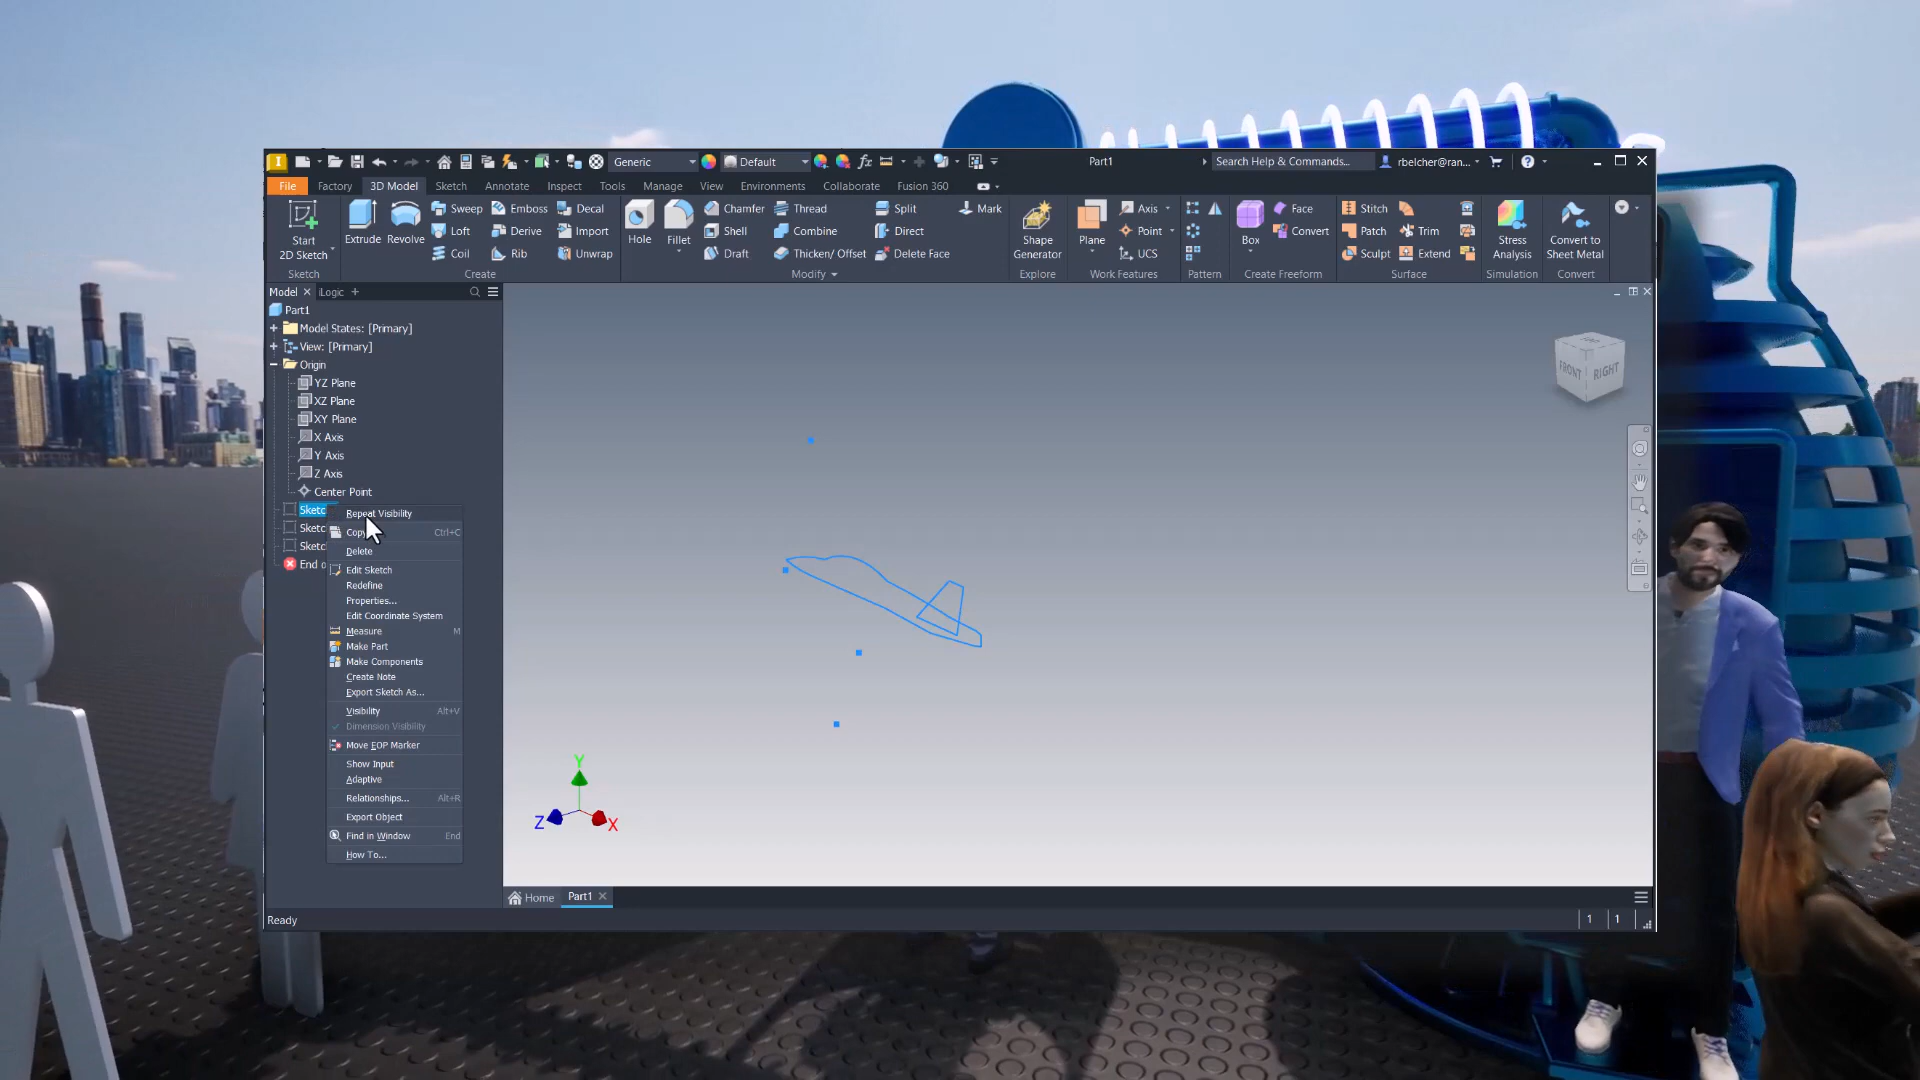 Generic
Default
Part1
Search Help & Commands...
rbelcher@ran...
File
Factory
3D Model
Sketch
Annotate
Inspect
Tools
Manage
View
Environments
Collaborate
Fusion 360
Start
2D Sketch
Extrude
Revolve
Sweep
Emboss
Decal
Loft
Derive
Import
Coil
Rib
Unwrap
Hole
Fillet
Chamfer
Thread
Split
Mark
Shell
Combine
Direct
Draft
Thicken/ Offset
Delete Face
Shape
Generator
Plane
Axis
Point
UCS
Box
Face
Convert
Stitch
Patch
Trim
Sculpt
Extend
Stress
Analysis
Convert to
Sheet Metal
Sketch
Create
Modify
Explore
Work Features
Pattern
Create Freeform
Surface
Simulation
Convert
Model
iLogic
Part1
Model States: [Primary]
View: [Primary]
Origin
YZ Plane
XZ Plane
XY Plane
X Axis
Y Axis
Z Axis
Center Point
Sketc
Sketc
Sketc
End o
Repeat Visibility
Copy Ctrl+C
Delete
Edit Sketch
Redefine
Properties...
Edit Coordinate System
Measure M
Make Part
Make Components
Create Note
Export Sketch As...
Visibility Alt+V
Dimension Visibility
Move EOP Marker
Show Input
Adaptive
Relationships... Alt+R
Export Object
Find in Window End
How To...
FRONT
RIGHT
Y
Z
X
Home
Part1
Ready
1
1